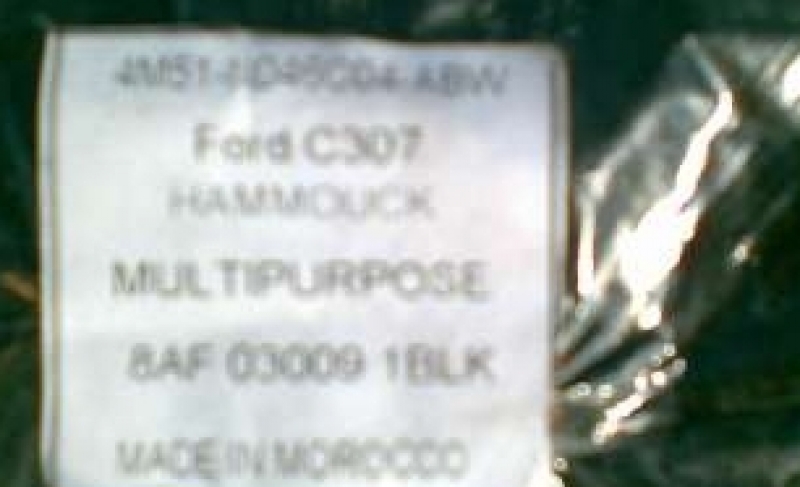 Ford C307
HAMMOUCK
MULTIPURPOSE
8AF 03009 1BLK
MADE IN MOROCCO